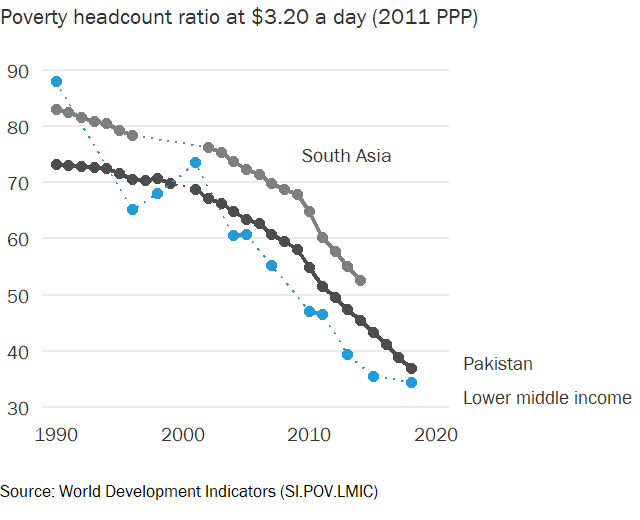 Poverty headcount ratio at $3.20 a day (2011 PPP)
90
80
South Asia
70
60
50
40
Pakistan
Lower middle income
30
1990 2000 2010 2020
Source: World Development Indicators (SI.POV.LMIC)